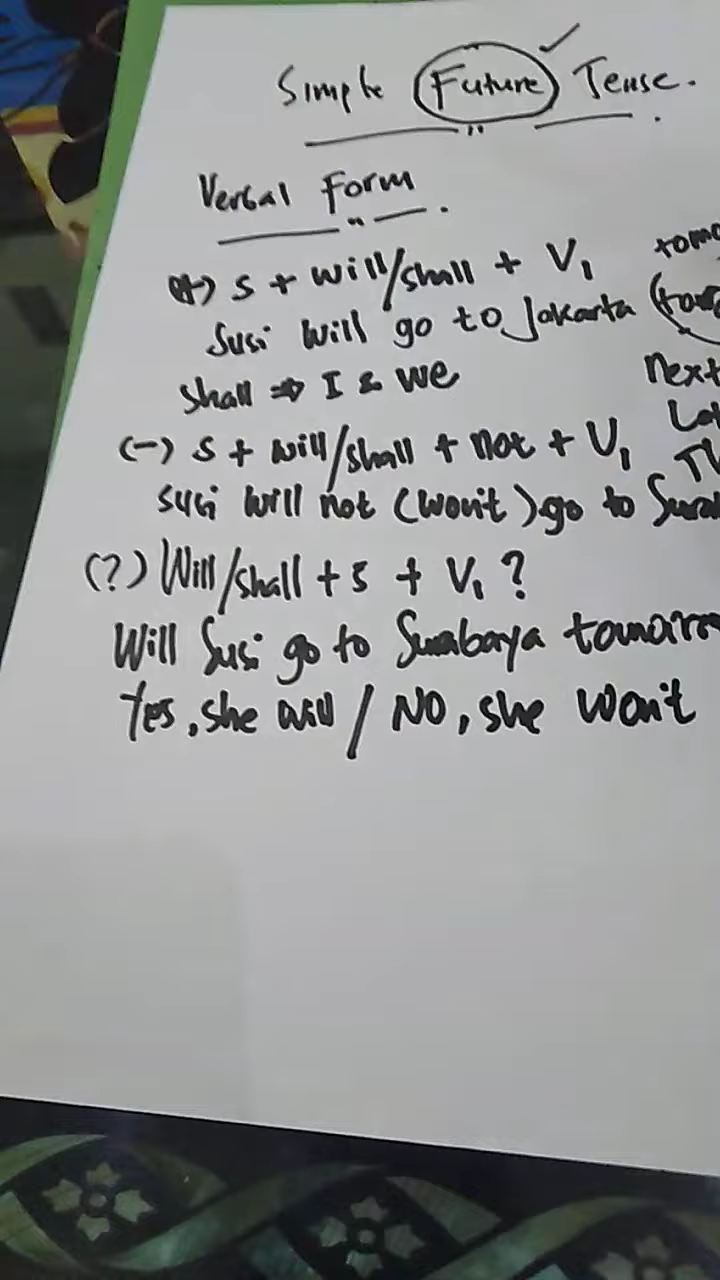 Simple Future Tense.
Verbal Form
(+) S + will/shall + V1
Susi will go to Jakarta
shall ⇒ I & we
Next
(-) S + will/shall + not + V1
susi will not (won't) go to
(?) Will/shall + S + V1 ?
Will Susi go to Surabaya
Yes, she will / NO, she won't